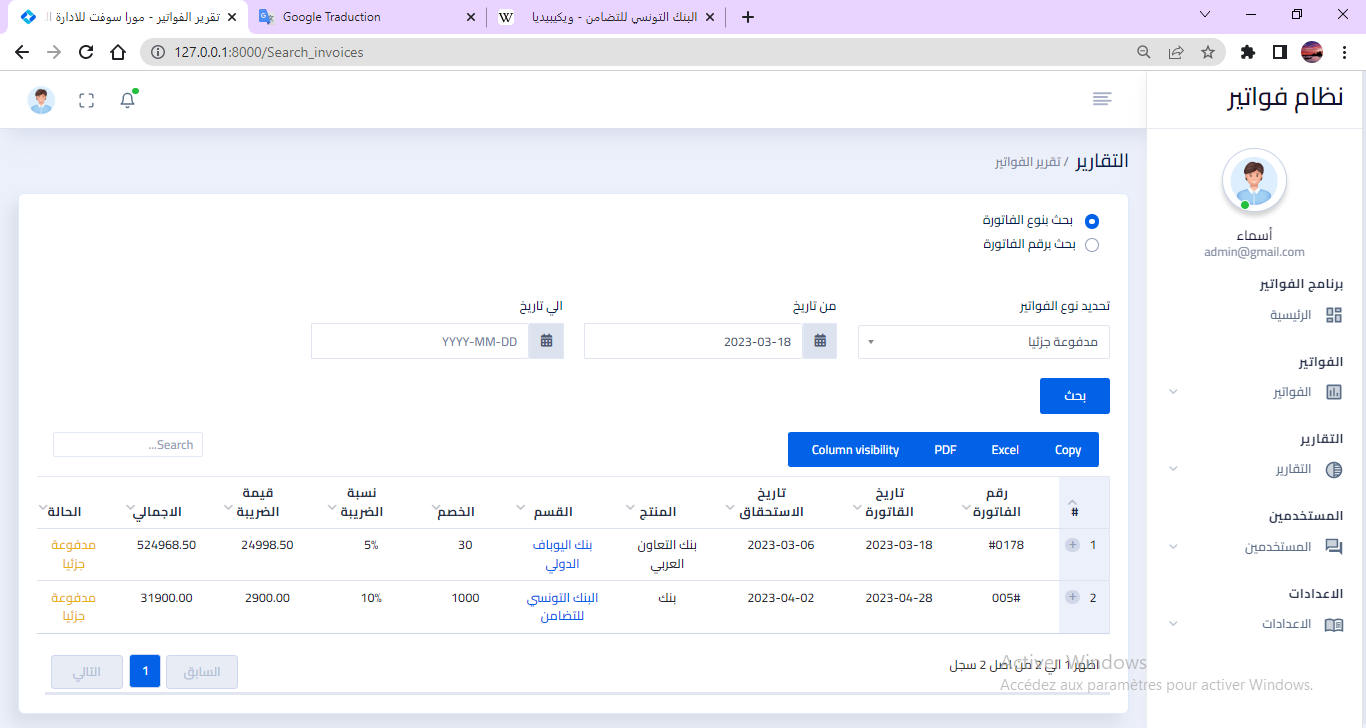 تقرير الفواتير - مورا سوفت للادارة ال
Google Traduction
البنك التونسي للتضامن - ويكيبيديا
127.0.0.1:8000/Search_invoices
نظام فواتير
أسماء
admin@gmail.com
برنامج الفواتير
الرئيسية
الفواتير
الفواتير
التقارير
التقارير
المستخدمين
المستخدمين
الاعدادات
الاعدادات
التقارير / تقرير الفواتير
بحث بنوع الفاتورة
بحث برقم الفاتورة
تحديد نوع الفواتير
من تاريخ
الي تاريخ
مدفوعة جزئيا
2023-03-18
YYYY-MM-DD
بحث
Column visibility PDF Excel Copy
Search...
# رقم الفاتورة تاريخ القاتورة تاريخ الاستحقاق المنتج القسم الخصم نسبة الضريبة قيمة الضريبة الاجمالي الحالة
1 #0178 2023-03-18 2023-03-06 بنك التعاون العربي بنك اليوباف الدولي 30 5% 24998.50 524968.50 مدفوعة جزئيا
2 005# 2023-04-28 2023-04-02 بنك البنك التونسي للتضامن 1000 10% 2900.00 31900.00 مدفوعة جزئيا
اظهر 1 الي 2 من اصل 2 سجل
السابق 1 التالي
Activer Windows
Accédez aux paramètres pour activer Windows.